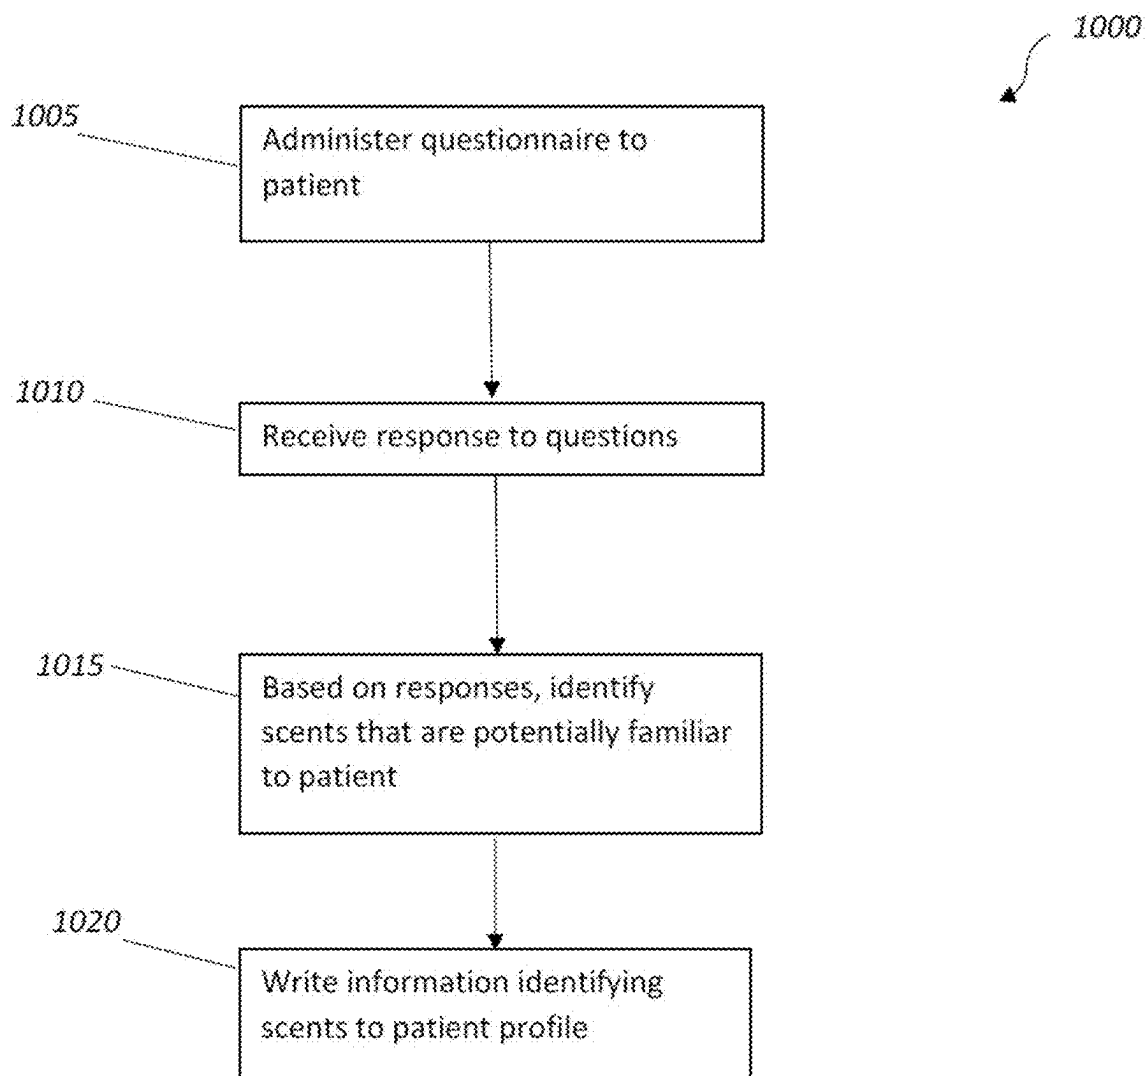 1000
1005
Administer questionnaire to
patient
1010
Receive response to questions
1015
Based on responses, identify
scents that are potentially familiar
to patient
1020
Write information identifying
scents to patient profile